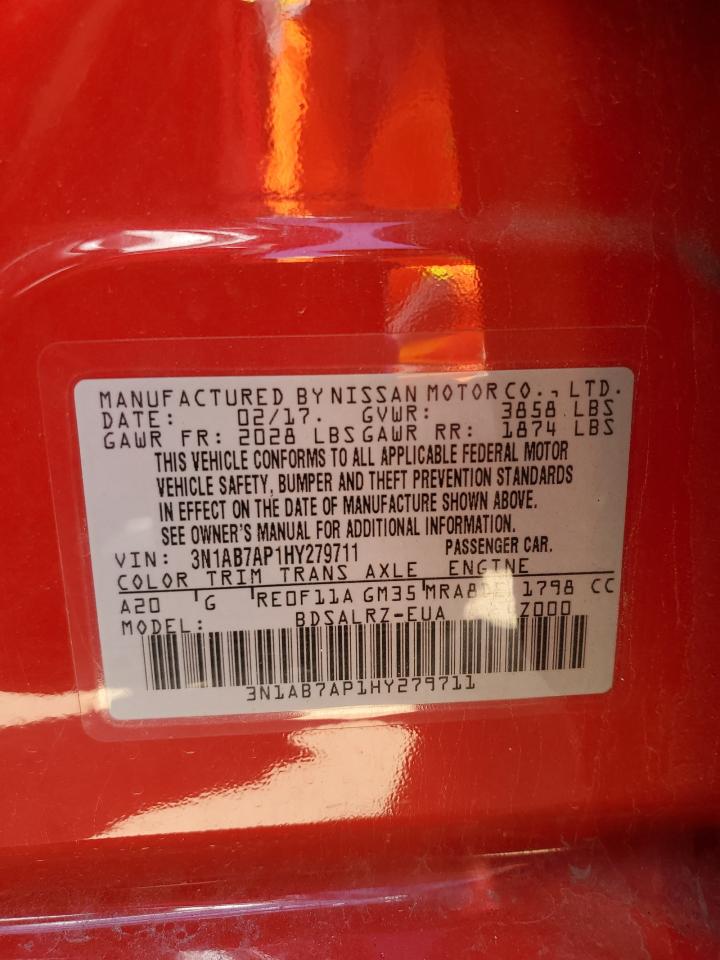 MANUFACTURED BY NISSAN MOTOR CO., LTD.
DATE: 02/17. GVWR: 3858 LBS
GAWR FR: 2028 LBS GAWR RR: 1874 LBS
THIS VEHICLE CONFORMS TO ALL APPLICABLE FEDERAL MOTOR
VEHICLE SAFETY, BUMPER AND THEFT PREVENTION STANDARDS
IN EFFECT ON THE DATE OF MANUFACTURE SHOWN ABOVE.
SEE OWNER'S MANUAL FOR ADDITIONAL INFORMATION.
VIN: 3N1AB7AP1HY279711 PASSENGER CAR.
COLOR TRIM TRANS AXLE ENGINE
A20 G RE0F11A GM35 1798 CC
MODEL: BDSALRZ-EUA
3N1AB7AP1HY279711